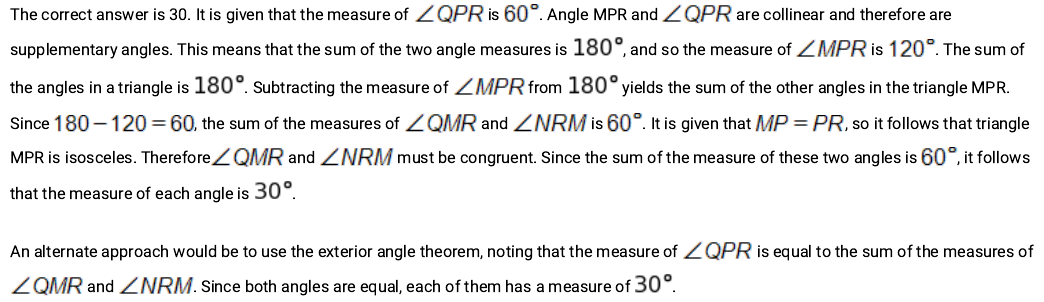 The correct answer is 30. It is given that the measure of ∠QPR is 60°. Angle MPR and ∠QPR are collinear and therefore are
supplementary angles. This means that the sum of the two angle measures is 180°, and so the measure of ∠MPR is 120°. The sum of
the angles in a triangle is 180°. Subtracting the measure of ∠MPR from 180° yields the sum of the other angles in the triangle MPR.
Since 180 – 120 = 60, the sum of the measures of ∠QMR and ∠NRM is 60°. It is given that MP = PR, so it follows that triangle
MPR is isosceles. Therefore ∠QMR and ∠NRM must be congruent. Since the sum of the measure of these two angles is 60°, it follows
that the measure of each angle is 30°.
An alternate approach would be to use the exterior angle theorem, noting that the measure of ∠QPR is equal to the sum of the measures of
∠QMR and ∠NRM. Since both angles are equal, each of them has a measure of 30°.